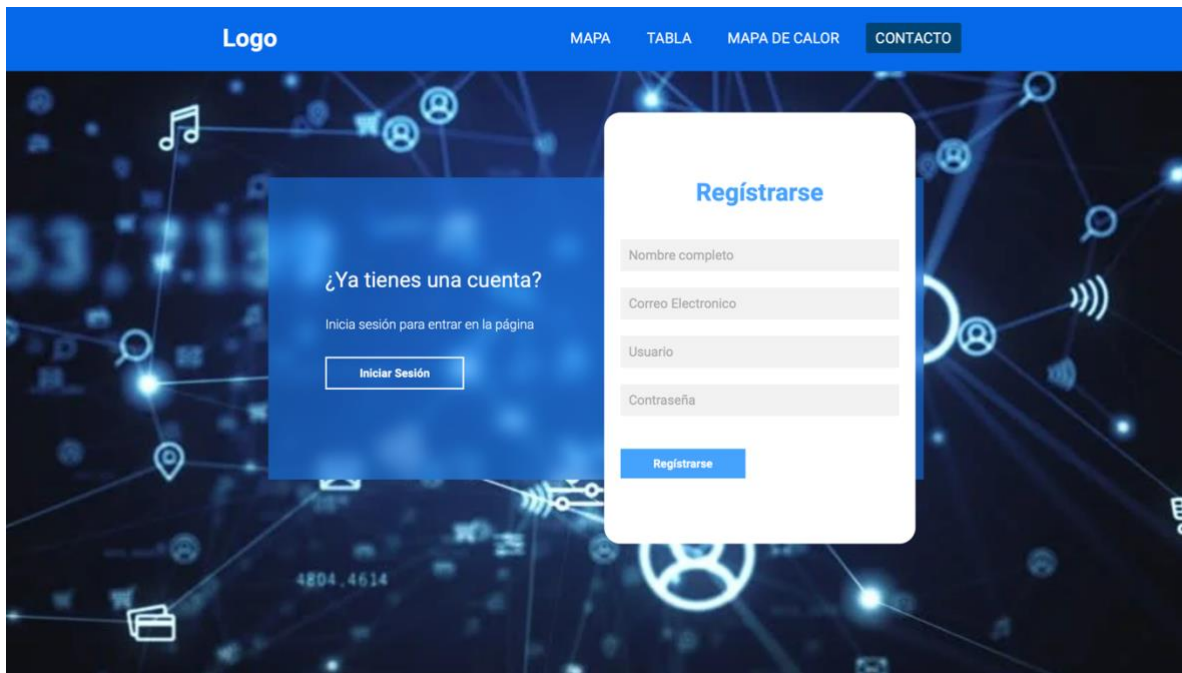 Logo
MAPA TABLA MAPA DE CALOR CONTACTO
¿Ya tienes una cuenta?
Inicia sesión para entrar en la página
Iniciar Sesión
Regístrarse
Nombre completo
Correo Electronico
Usuario
Contraseña
Regístrarse
4804.4614